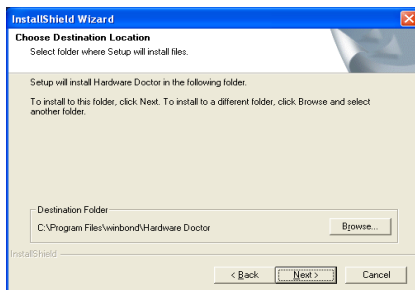 InstallShield Wizard
Choose Destination Location
Select folder where Setup will install files.
Setup will install Hardware Doctor in the following folder.
To install to this folder, click Next. To install to a different folder, click Browse and select
another folder.
Destination Folder
C:\Program Files\winbond\Hardware Doctor
Browse...
InstallShield
< Back
Next >
Cancel